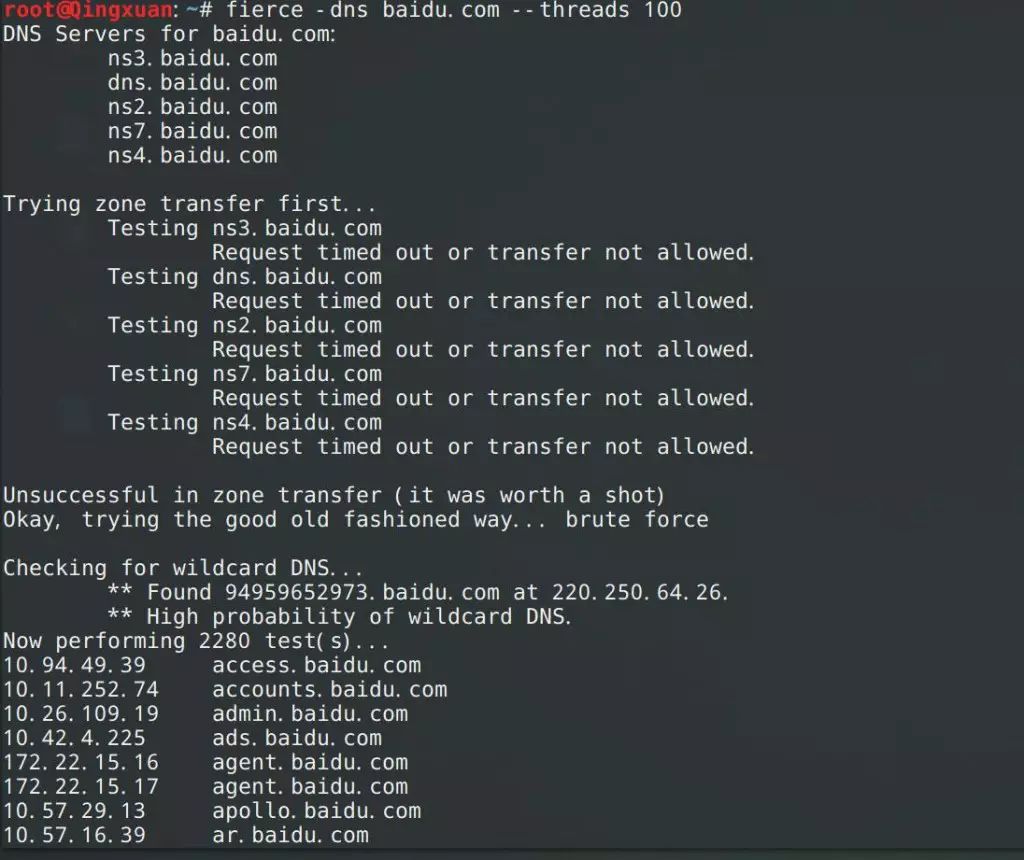 root@Qingxuan:~# fierce -dns baidu.com --threads 100
DNS Servers for baidu.com:
ns3.baidu.com
dns.baidu.com
ns2.baidu.com
ns7.baidu.com
ns4.baidu.com
Trying zone transfer first...
Testing ns3.baidu.com
Request timed out or transfer not allowed.
Testing dns.baidu.com
Request timed out or transfer not allowed.
Testing ns2.baidu.com
Request timed out or transfer not allowed.
Testing ns7.baidu.com
Request timed out or transfer not allowed.
Testing ns4.baidu.com
Request timed out or transfer not allowed.
Unsuccessful in zone transfer (it was worth a shot)
Okay, trying the good old fashioned way... brute force
Checking for wildcard DNS...
** Found 94959652973.baidu.com at 220.250.64.26.
** High probability of wildcard DNS.
Now performing 2280 test(s)...
10.94.49.39 access.baidu.com
10.11.252.74 accounts.baidu.com
10.26.109.19 admin.baidu.com
10.42.4.225 ads.baidu.com
172.22.15.16 agent.baidu.com
172.22.15.17 agent.baidu.com
10.57.29.13 apollo.baidu.com
10.57.16.39 ar.baidu.com